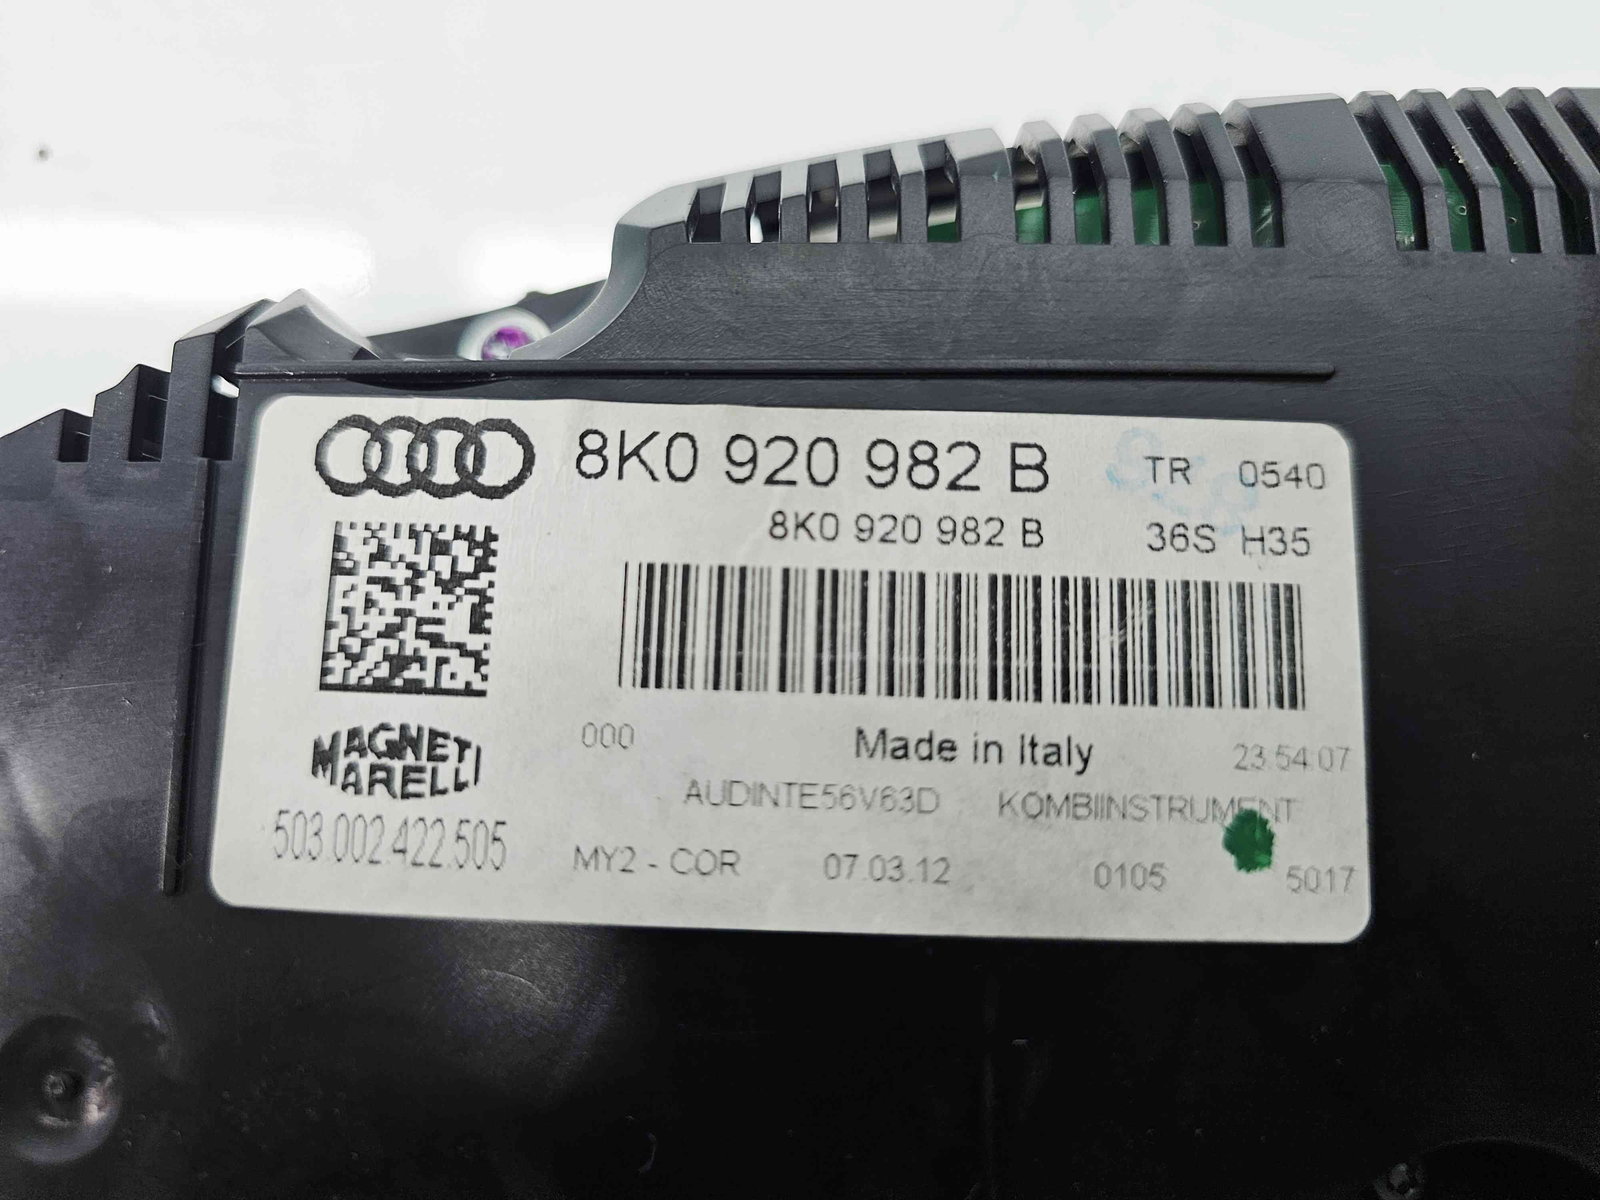 8K0 920 982 B TR 0540
8K0 920 982 B 36S H35
MAGNETI
MARELLI
503.002.422.505
000 Made in Italy 23.54.07
AUDINTE56V63D KOMBIINSTRUMENT
MY2 - COR 07.03.12 0105 5017